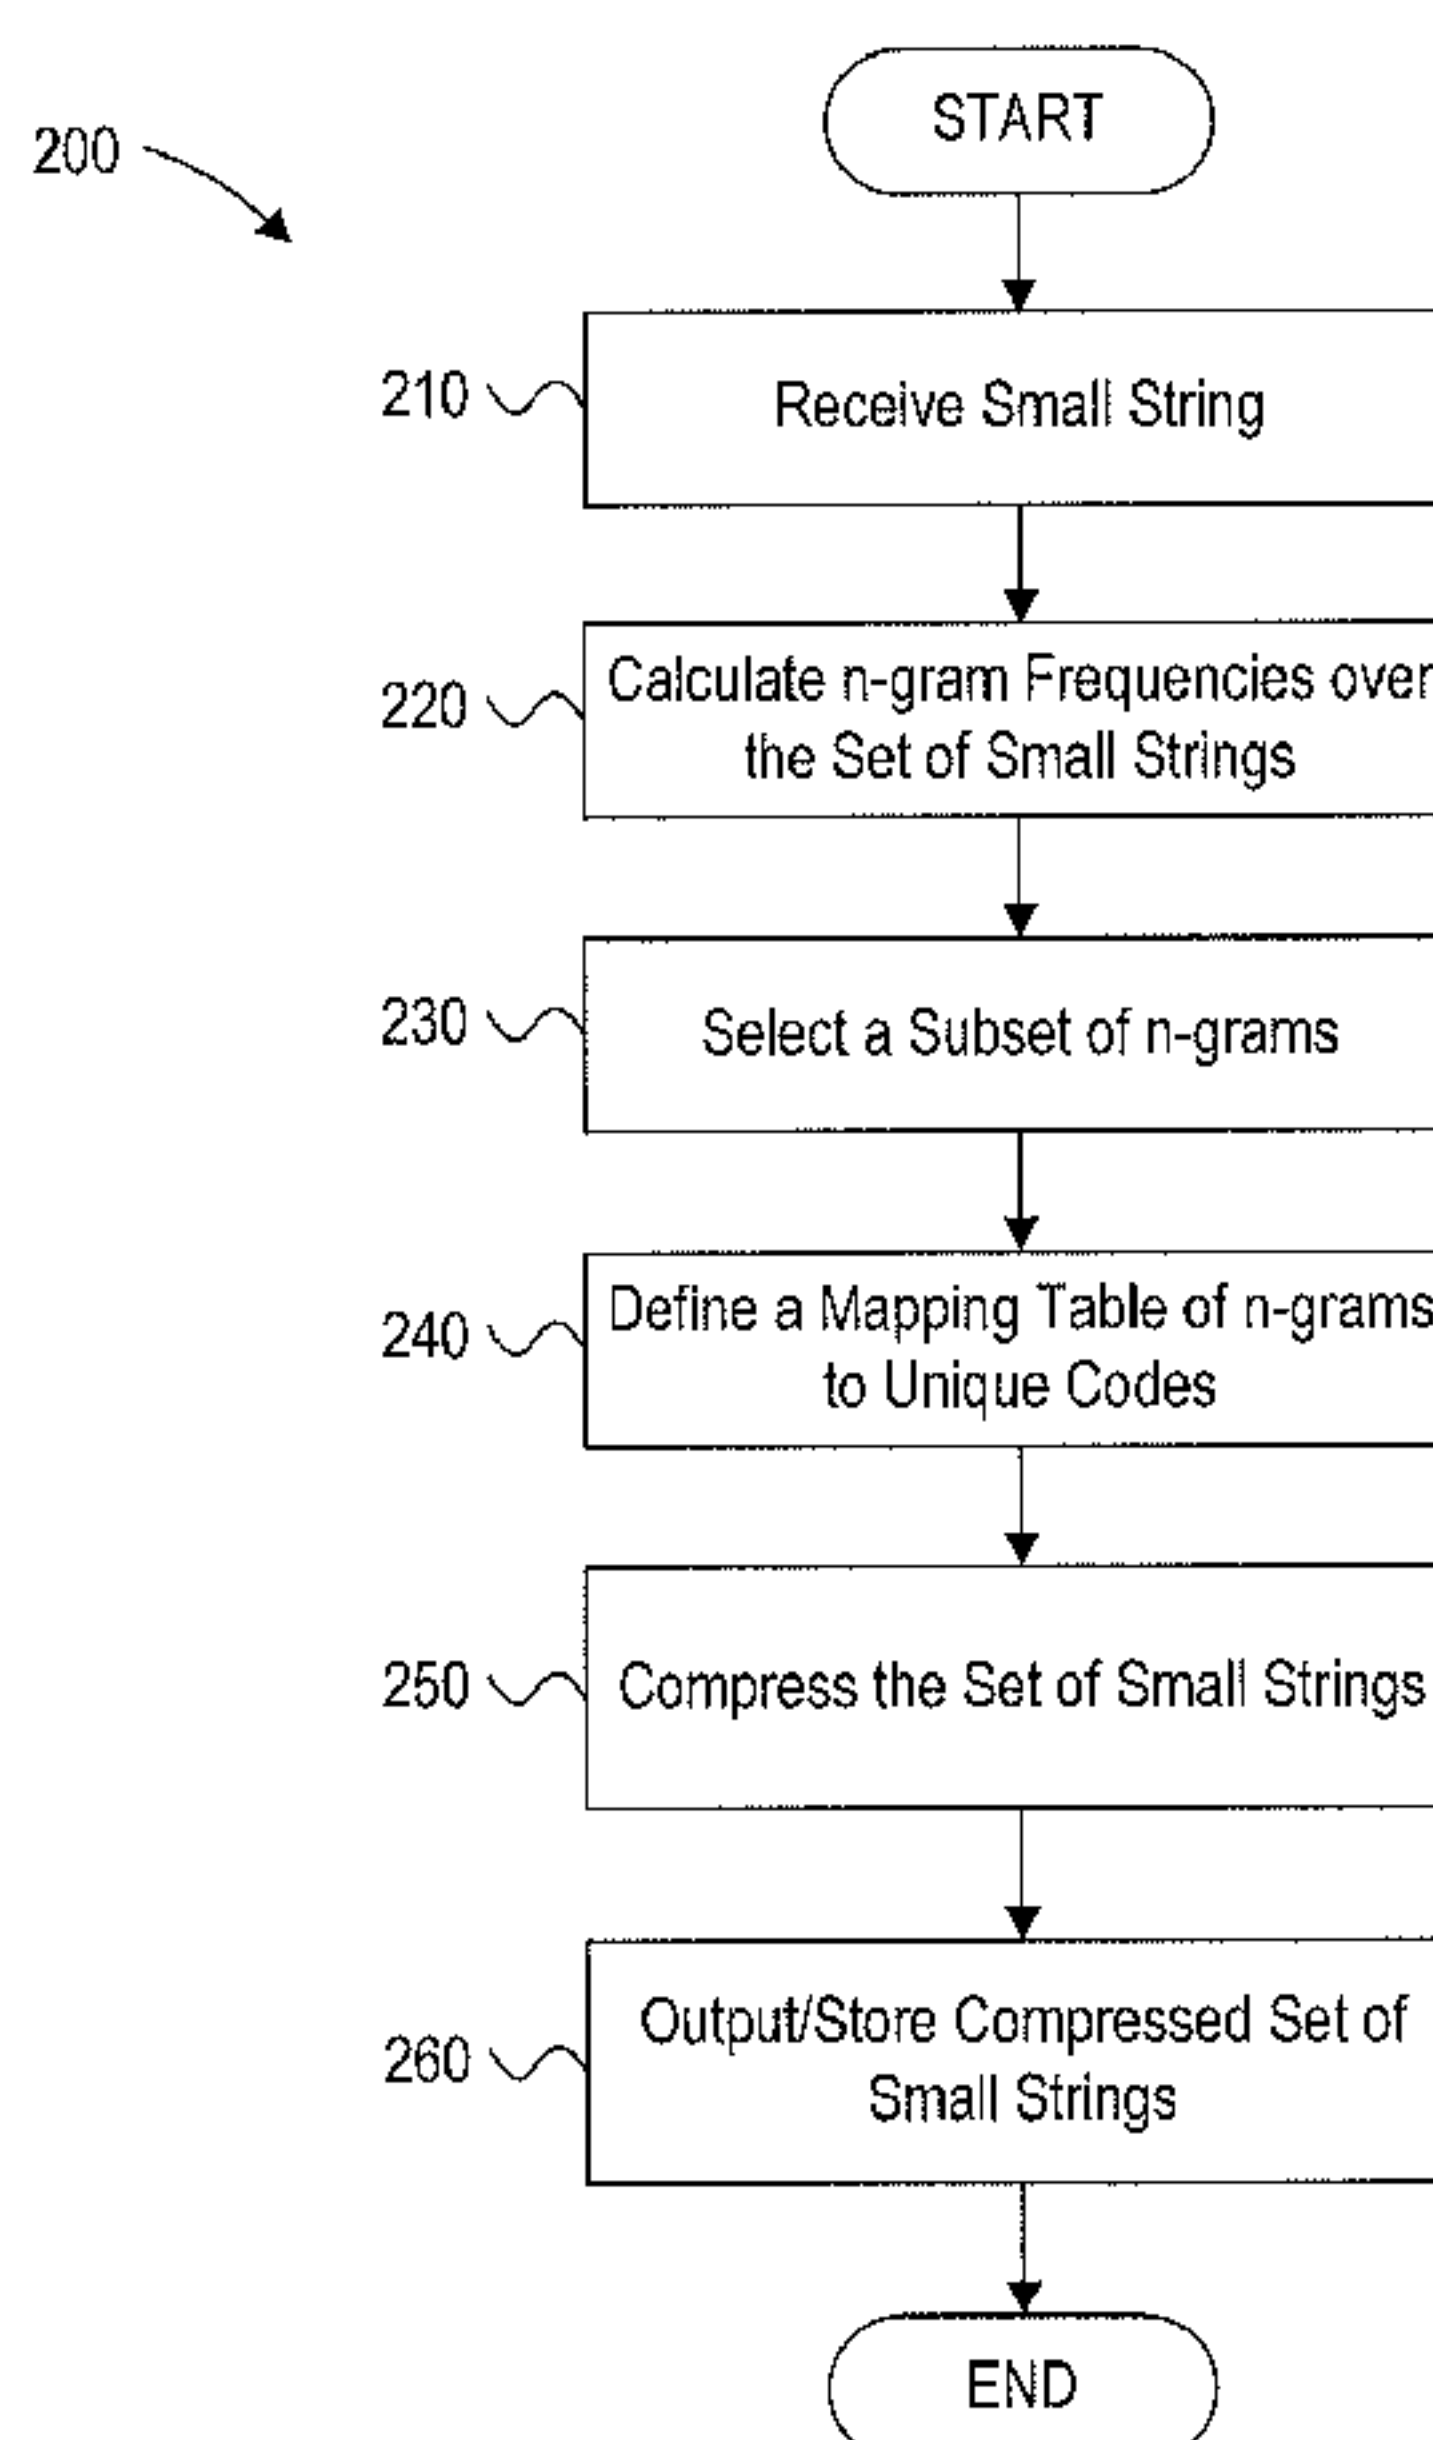 START
200
210
Receive Small String
220
Calculate n-gram Frequencies over
the Set of Small Strings
230
Select a Subset of n-grams
240
Define a Mapping Table of n-grams
to Unique Codes
250
Compress the Set of Small Strings
260
Output/Store Compressed Set of
Small Strings
END